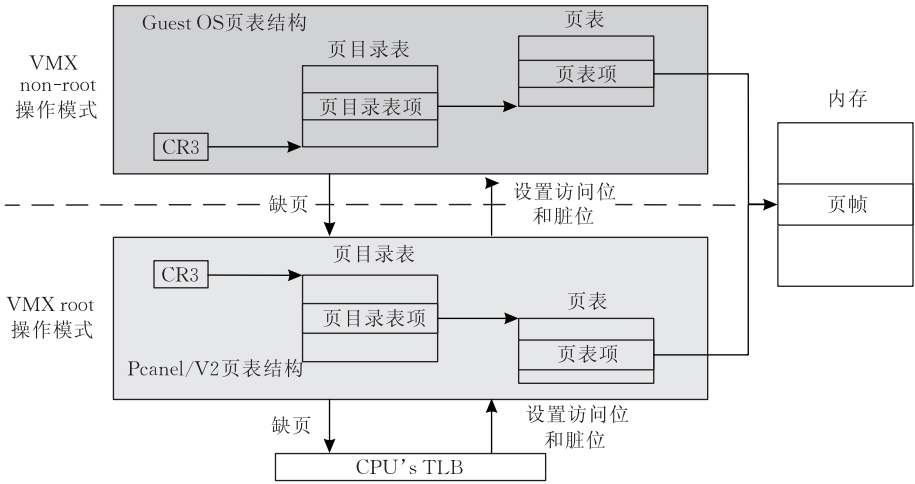 Guest OS页表结构
页表
页目录表
页表项
页目录表项
CR3
VMX
non-root
操作模式
内存
页帧
缺页
设置访问位
和脏位
页目录表
CR3
页目录表项
页表
页表项
VMX root
操作模式
Pcanel/V2页表结构
缺页
设置访问位
和脏位
CPU's TLB